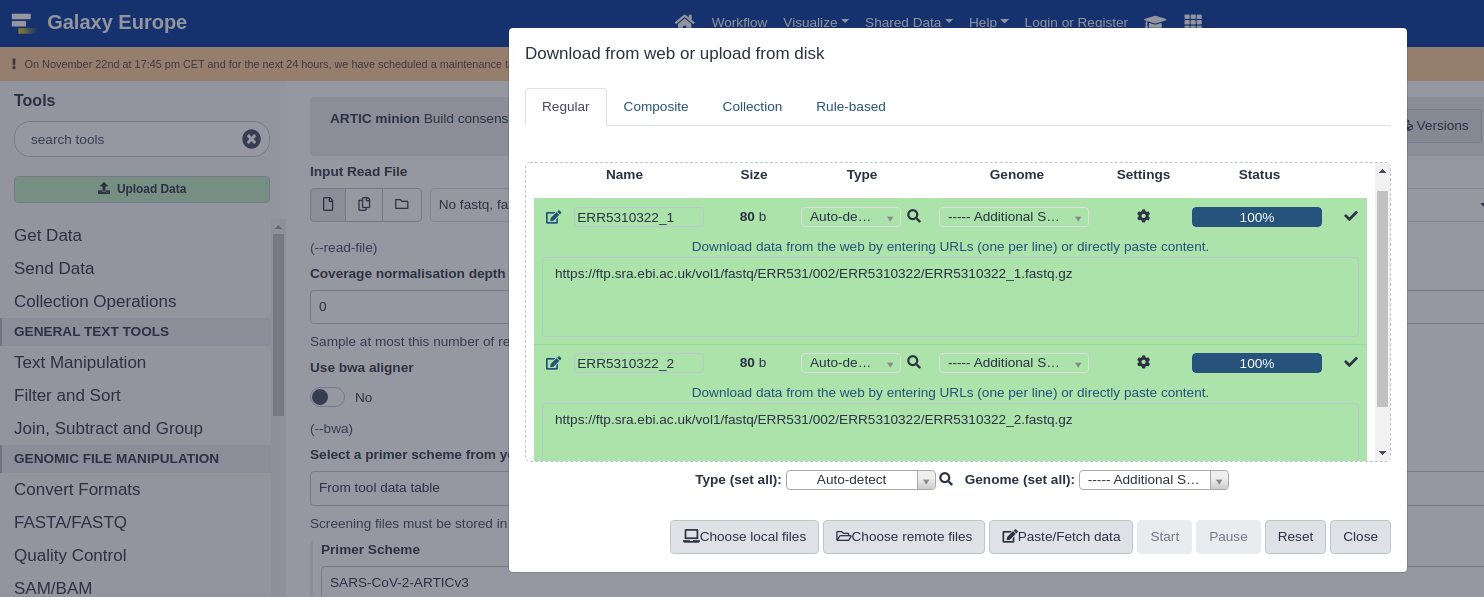 Galaxy Europe
Workflow Visualize Shared Data Help Login or Register
! On November 22nd at 17:45 pm CET and for the next 24 hours, we have scheduled a maintenance
Download from web or upload from disk
Regular Composite Collection Rule-based
Name Size Type Genome Settings Status
ERR5310322_1 80 b Auto-de... ----- Additional S... 100%
Download data from the web by entering URLs (one per line) or directly paste content.
https://ftp.sra.ebi.ac.uk/vol1/fastq/ERR531/002/ERR5310322/ERR5310322_1.fastq.gz
ERR5310322_2 80 b Auto-de... ----- Additional S... 100%
Download data from the web by entering URLs (one per line) or directly paste content.
https://ftp.sra.ebi.ac.uk/vol1/fastq/ERR531/002/ERR5310322/ERR5310322_2.fastq.gz
Type (set all): Auto-detect Genome (set all): ----- Additional S...
Choose local files Choose remote files Paste/Fetch data Start Pause Reset Close
Tools
search tools
Upload Data
Get Data
Send Data
Collection Operations
GENERAL TEXT TOOLS
Text Manipulation
Filter and Sort
Join, Subtract and Group
GENOMIC FILE MANIPULATION
Convert Formats
FASTA/FASTQ
Quality Control
SAM/BAM
ARTIC minion Build consens
Versions
Input Read File
No fastq, fa
(--read-file)
Coverage normalisation depth
0
Sample at most this number of re
Use bwa aligner
No
(--bwa)
Select a primer scheme from y
From tool data table
Screening files must be stored in
Primer Scheme
SARS-CoV-2-ARTICv3